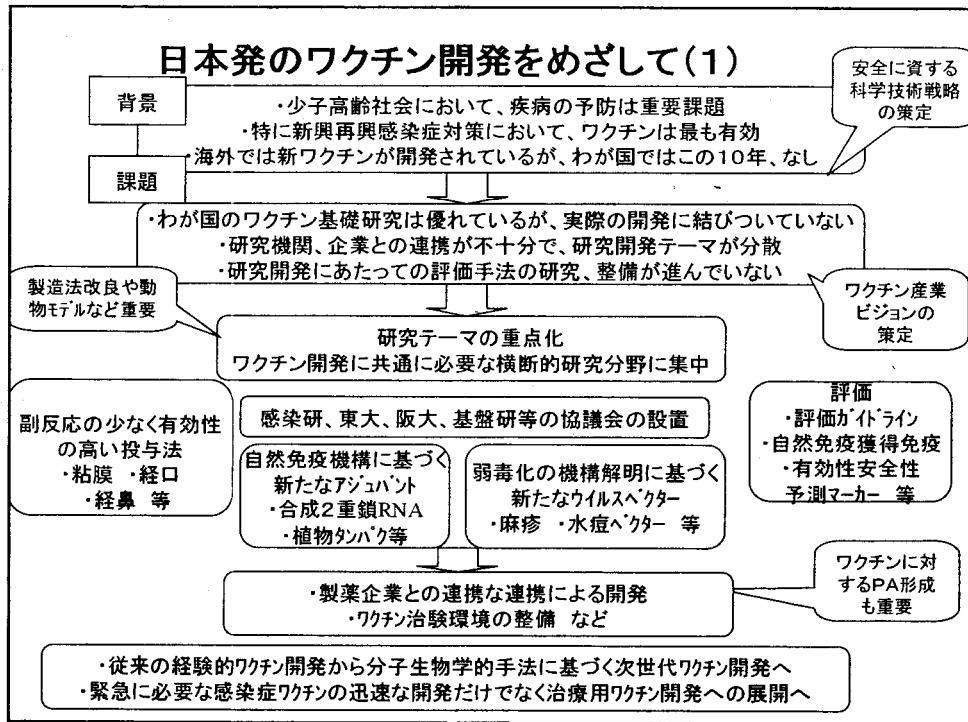 日本発のワクチン開発をめざして(1)
安全に資する
科学技術戦略
の策定
背景
・少子高齢社会において、疾病の予防は重要課題
・特に新興再興感染症対策において、ワクチンは最も有効
・海外では新ワクチンが開発されているが、わが国ではこの10年、なし
課題
・わが国のワクチン基礎研究は優れているが、実際の開発に結びついていない
・研究機関、企業との連携が不十分で、研究開発テーマが分散
・研究開発にあたっての評価手法の研究、整備が進んでいない
製造法改良や動
物モデルなど重要
ワクチン産業
ビジョンの
策定
研究テーマの重点化
ワクチン開発に共通に必要な横断的研究分野に集中
副反応の少なく有効性
の高い投与法
・粘膜 ・経口
・経鼻 等
感染研、東大、阪大、基盤研等の協議会の設置
自然免疫機構に基づく
新たなアジュバント
・合成2重鎖RNA
・植物タンパク等
弱毒化の機構解明に基づく
新たなウイルスベクター
・麻疹 ・水痘ベクター 等
評価
・評価ガイドライン
・自然免疫獲得免疫
・有効性安全性
予測マーカー 等
・製薬企業との連携な連携による開発
・ワクチン治験環境の整備 など
ワクチンに対
するPA形成
も重要
・従来の経験的ワクチン開発から分子生物学的手法に基づく次世代ワクチン開発へ
・緊急に必要な感染症ワクチンの迅速な開発だけでなく治療用ワクチン開発への展開へ